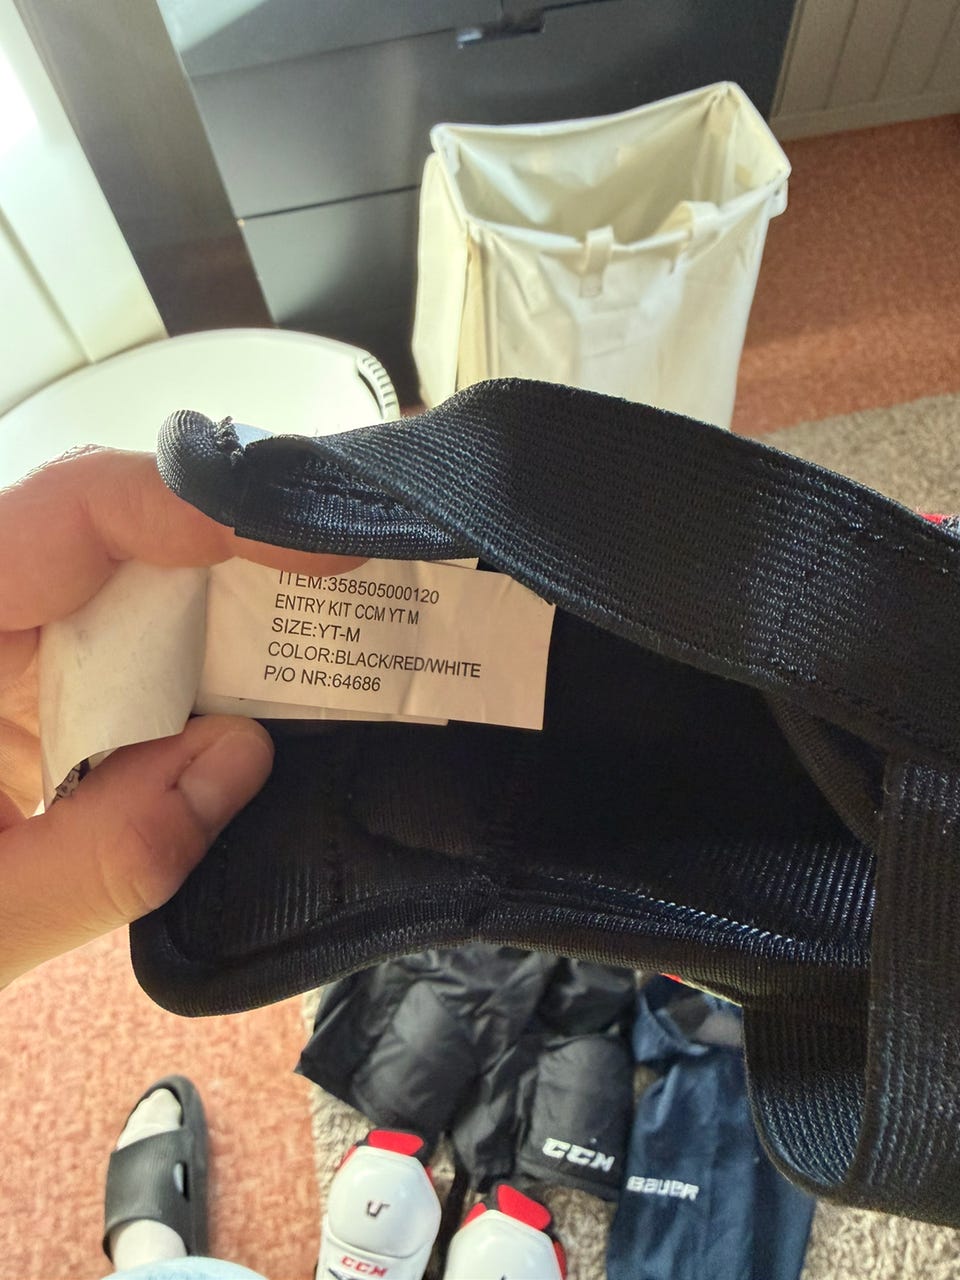 ITEM:358505000120
ENTRY KIT CCM YT M
SIZE:YT-M
COLOR:BLACK/RED/WHITE
P/O NR:64686
CCM
BAUER
CCM